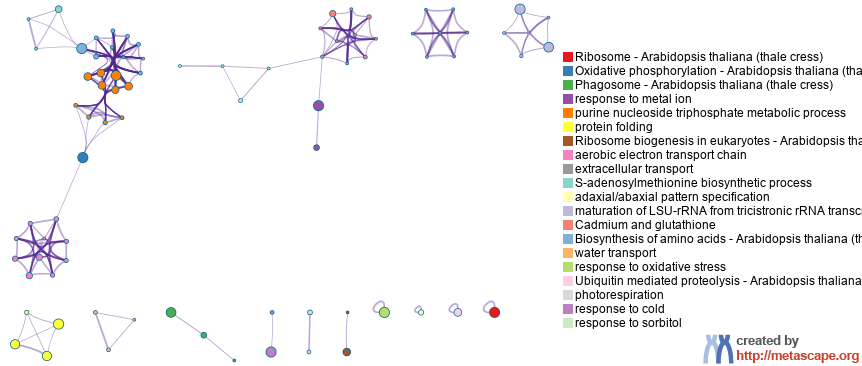 Ribosome - Arabidopsis thaliana (thale cress)
Oxidative phosphorylation - Arabidopsis thaliana (tha
Phagosome - Arabidopsis thaliana (thale cress)
response to metal ion
purine nucleoside triphosphate metabolic process
protein folding
Ribosome biogenesis in eukaryotes - Arabidopsis tha
aerobic electron transport chain
extracellular transport
S-adenosylmethionine biosynthetic process
adaxial/abaxial pattern specification
maturation of LSU-rRNA from tricistronic rRNA transc
Cadmium and glutathione
Biosynthesis of amino acids - Arabidopsis thaliana (th
water transport
response to oxidative stress
Ubiquitin mediated proteolysis - Arabidopsis thaliana
photorespiration
response to cold
response to sorbitol
created by
http://metascape.org